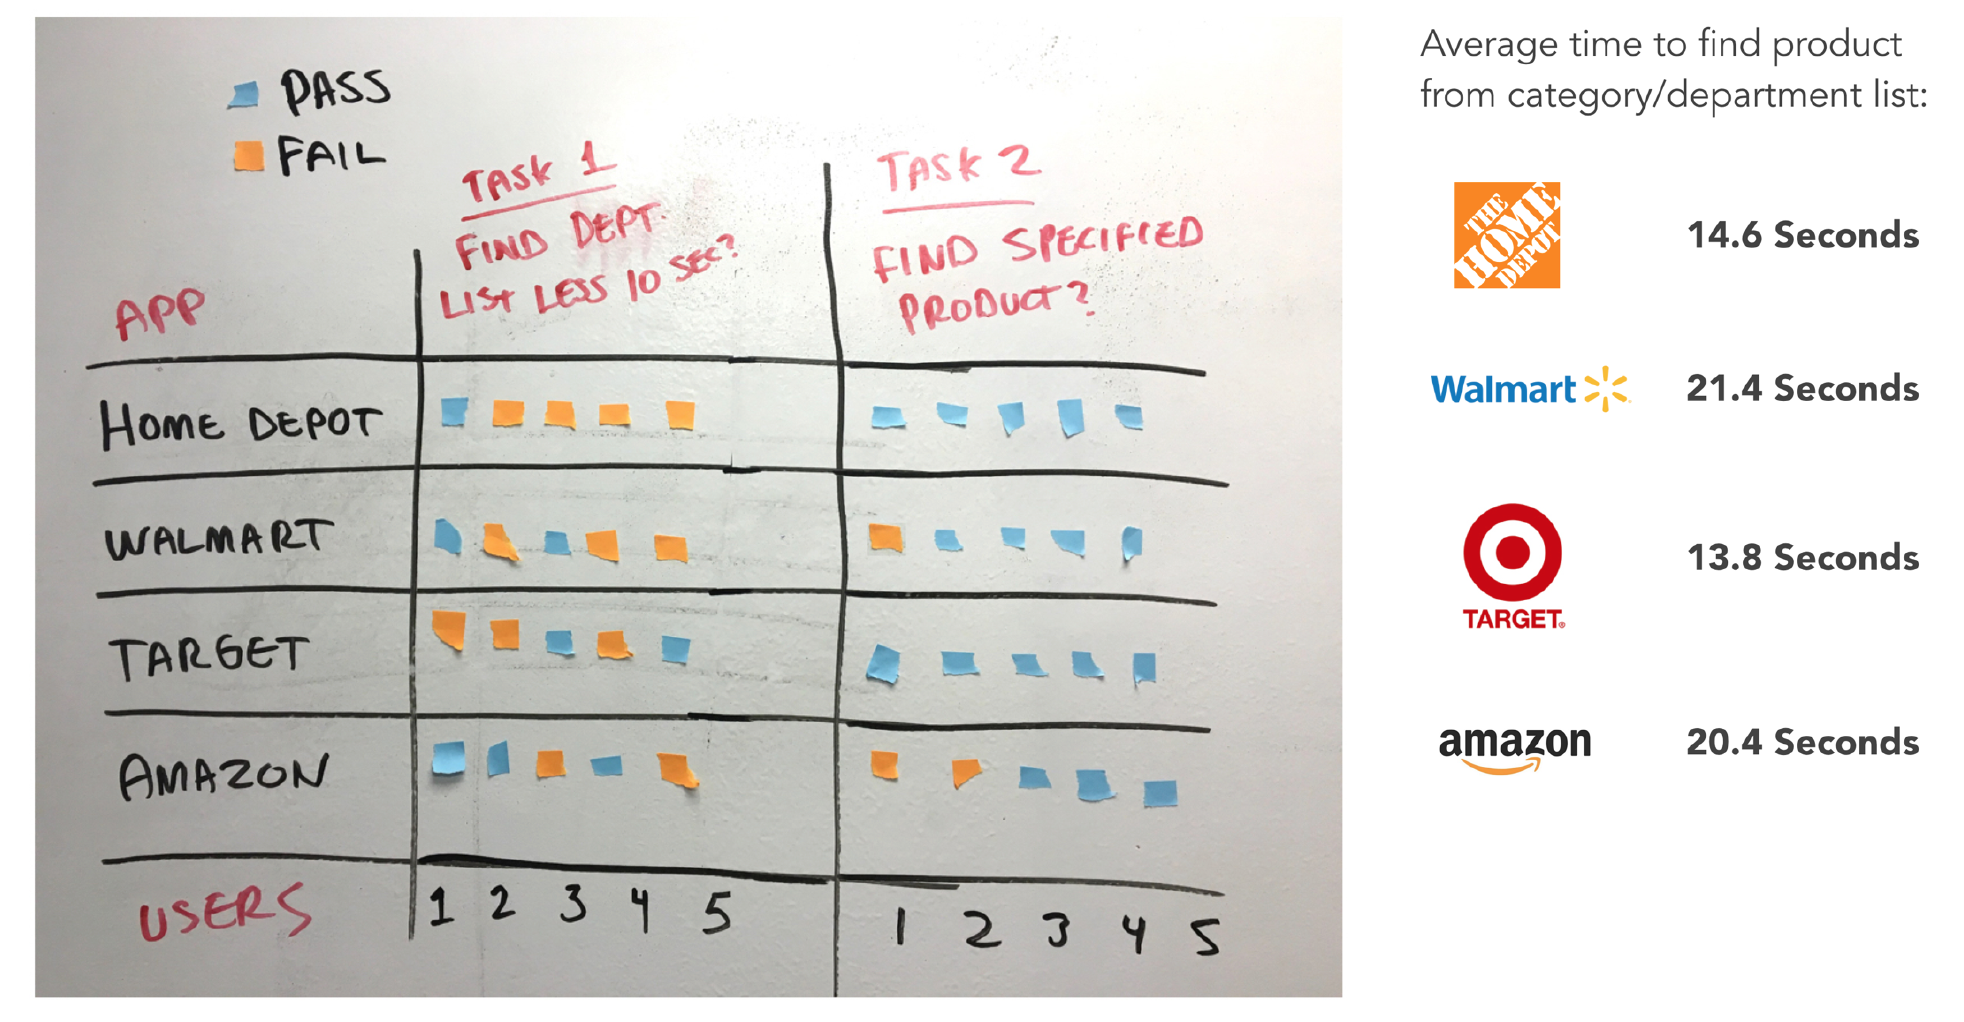 PASS
FAIL
TASK 1
FIND DEPT.
LIST LESS 10 SEC?
TASK 2
FIND SPECIFIED
PRODUCT?
APP
HOME DEPOT
WALMART
TARGET
AMAZON
USERS
1 2 3 4 5
1 2 3 4 5
Average time to find product
from category/department list:
THE
HOME
DEPOT
14.6 Seconds
Walmart
21.4 Seconds
TARGET
13.8 Seconds
amazon
20.4 Seconds